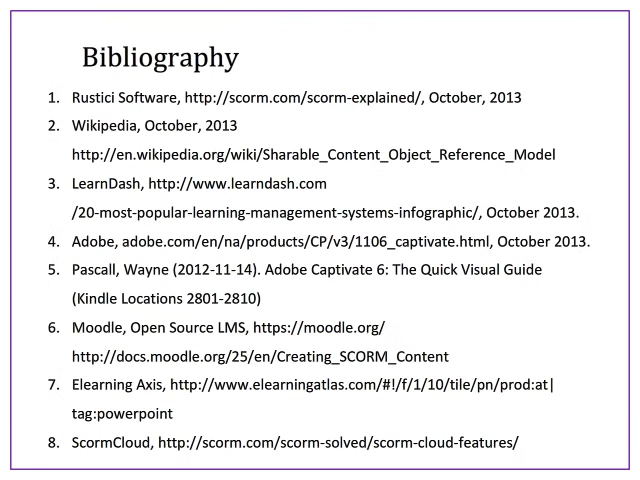 Bibliography
1. Rustici Software, http://scorm.com/scorm-explained/, October, 2013
2. Wikipedia, October, 2013
http://en.wikipedia.org/wiki/Sharable_Content_Object_Reference_Model
3. LearnDash, http://www.learndash.com
/20-most-popular-learning-management-systems-infographic/, October 2013.
4. Adobe, adobe.com/en/na/products/CP/v3/1106_captivate.html, October 2013.
5. Pascall, Wayne (2012-11-14). Adobe Captivate 6: The Quick Visual Guide
(Kindle Locations 2801-2810)
6. Moodle, Open Source LMS, https://moodle.org/
http://docs.moodle.org/25/en/Creating_SCORM_Content
7. Elearning Axis, http://www.elearningatlas.com/#!/f/1/10/tile/pn/prod:at|
tag:powerpoint
8. ScormCloud, http://scorm.com/scorm-solved/scorm-cloud-features/